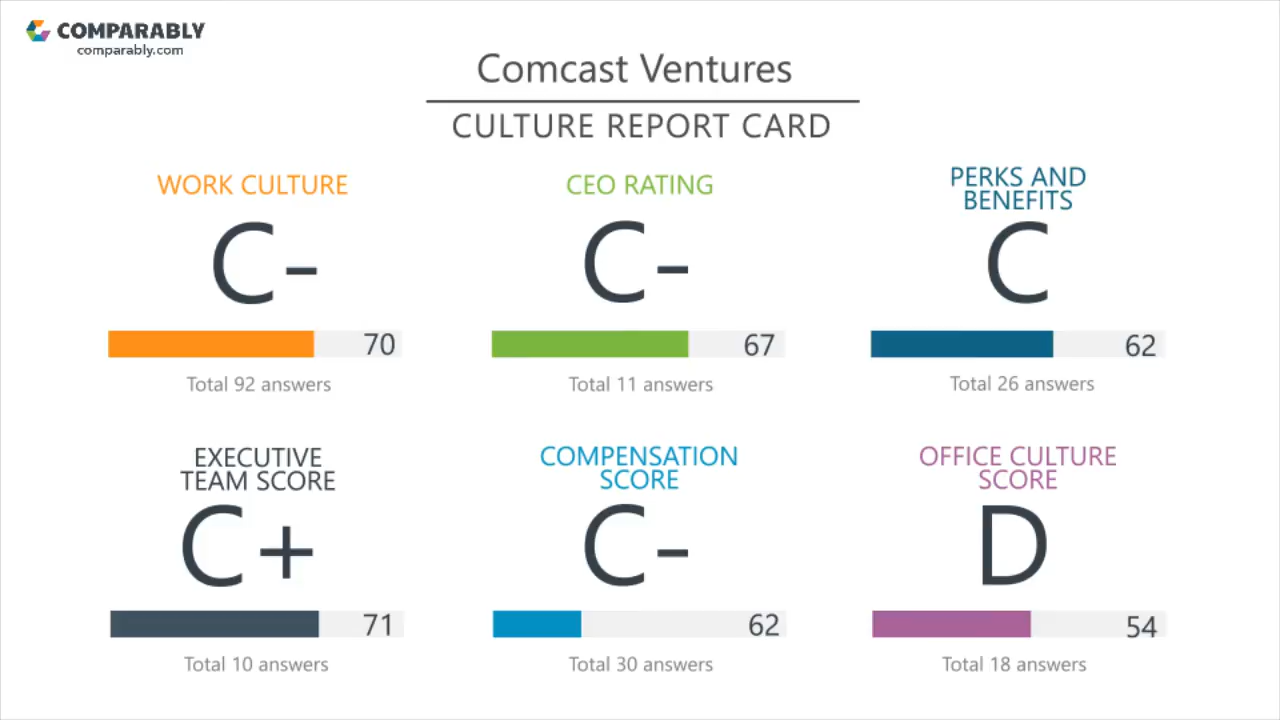 COMPARABLY
comparably.com
Comcast Ventures
CULTURE REPORT CARD
WORK CULTURE
C-
70
Total 92 answers
CEO RATING
C-
67
Total 11 answers
PERKS AND
BENEFITS
C
62
Total 26 answers
EXECUTIVE
TEAM SCORE
C+
71
Total 10 answers
COMPENSATION
SCORE
C-
62
Total 30 answers
OFFICE CULTURE
SCORE
D
54
Total 18 answers